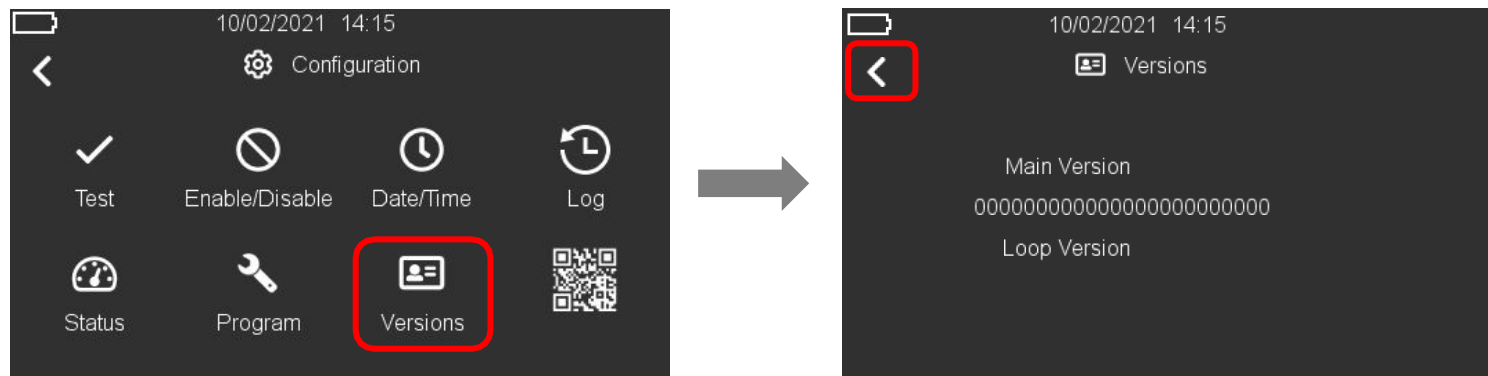 10/02/2021 14:15
Configuration
Test Enable/Disable Date/Time Log
Status Program Versions
10/02/2021 14:15
Versions
Main Version
000000000000000000000000
Loop Version